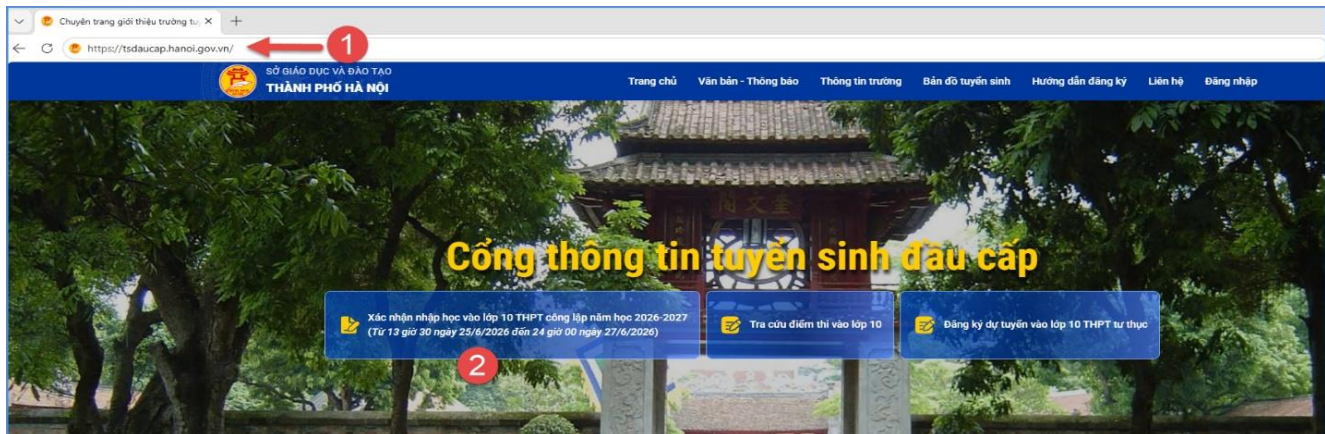 Chuyên trang giới thiệu trường tu
https://tsdaucap.hanoi.gov.vn/
1
SỞ GIÁO DỤC VÀ ĐÀO TẠO
THÀNH PHỐ HÀ NỘI
Trang chủ Văn bản - Thông báo Thông tin trường Bản đồ tuyển sinh Hướng dẫn đăng ký Liên hệ Đăng nhập
奎文閣
Cổng thông tin tuyển sinh đầu cấp
Xác nhận nhập học vào lớp 10 THPT công lập năm học 2026-2027
(Từ 13 giờ 30 ngày 25/6/2026 đến 24 giờ 00 ngày 27/6/2026)
Tra cứu điểm thi vào lớp 10
Đăng ký dự tuyển vào lớp 10 THPT tư thục
2